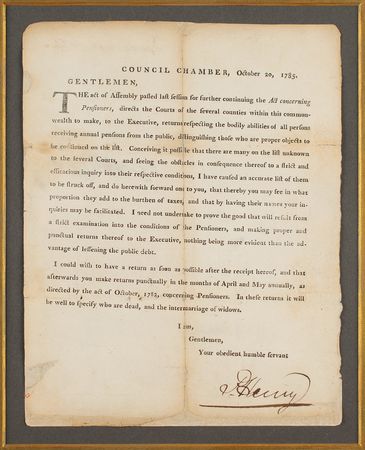 COUNCIL CHAMBER, October 20, 1785.
GENTLEMEN,
THE act of Assembly passed last session for further continuing the Act concerning
Pensioners, directs the Courts of the several counties within this common-
wealth to make, to the Executive, returns respecting the bodily abilities of all persons
receiving annual pensions from the public, distinguishing those who are proper objects to
be continued on the list. Conceiving it possible that there are many on the list unknown
to the several Courts, and seeing the obstacles in consequence thereof to a strict and
efficacious inquiry into their respective conditions, I have caused an accurate list of them
to be struck off, and do herewith forward one to you, that thereby you may see in what
proportion they add to the burthen of taxes, and that by having their names your in-
quiries may be facilitated. I need not undertake to prove the good that will result from
a strict examination into the conditions of the Pensioners, and making proper and
punctual returns thereof to the Executive, nothing being more evident than the ad-
vantage of lessening the public debt.
I could wish to have a return as soon as possible after the receipt hereof, and that
afterwards you make returns punctually in the months of April and May annually, as
directed by the act of October, 1782, concerning Pensioners. In these returns it will
be well to specify who are dead, and the intermarriage of widows.
I am,
Gentlemen,
Your obedient humble servant
P. Henry